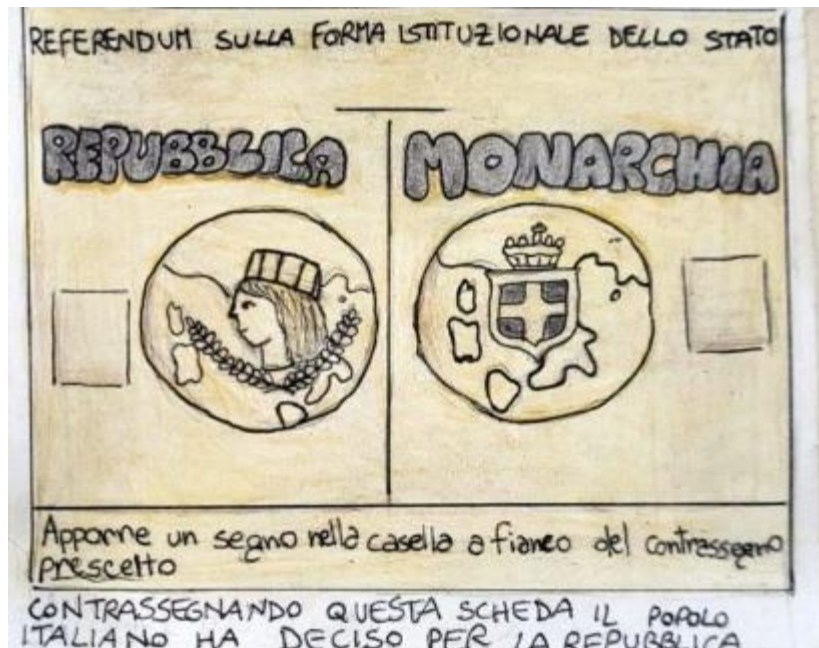 REFERENDUM SULLA FORMA ISTITUZIONALE DELLO STATO
REPUBBLICA
MONARCHIA
Apporre un segno nella casella a fianco del contrassegno
prescelto
CONTRASSEGNANDO QUESTA SCHEDA IL POPOLO
ITALIANO HA DECISO PER LA REPUBBLICA